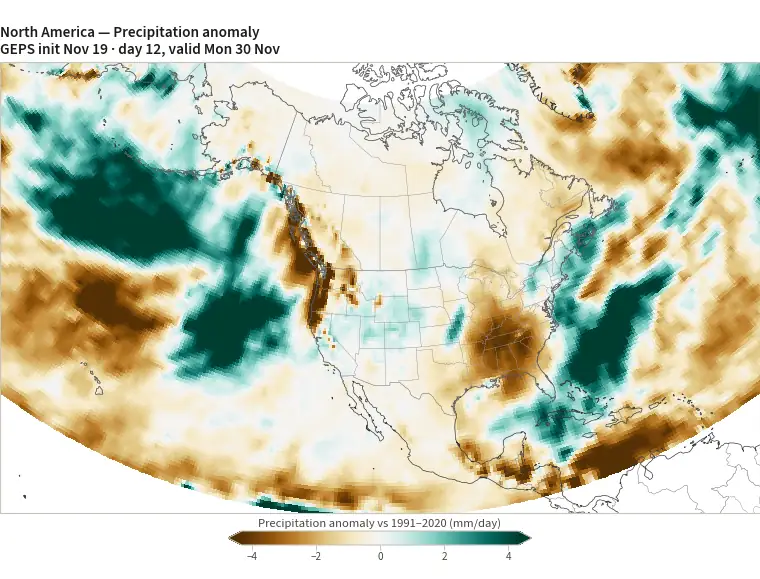 North America — Precipitation anomaly
GEPS init Nov 19 · day 12, valid Mon 30 Nov
Precipitation anomaly vs 1991–2020 (mm/day)
−4 −2 0 2 4